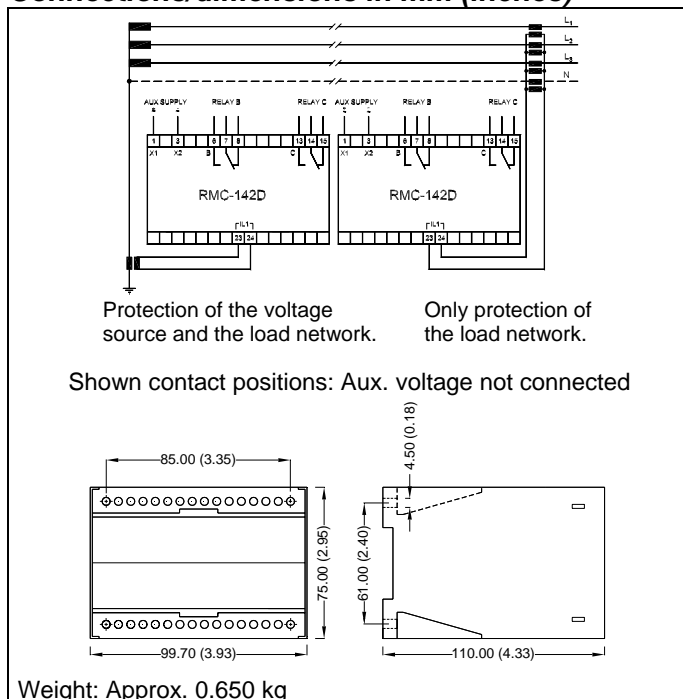 Connections/dimensions in mm (inches)
L1
L2
L3
N
AUX SUPPLY RELAY B RELAY C AUX SUPPLY RELAY B RELAY C
1 3 6 7 8 13 14 15 1 3 6 7 8 13 14 15
X1 X2 B C X1 X2 B C
RMC-142D RMC-142D
IL1 IL1
23 24 23 24
Protection of the voltage
source and the load network.
Only protection of
the load network.
Shown contact positions: Aux. voltage not connected
85.00 (3.35)
75.00 (2.95)
99.70 (3.93)
4.50 (0.18)
61.00 (2.40)
110.00 (4.33)
Weight: Approx. 0.650 kg